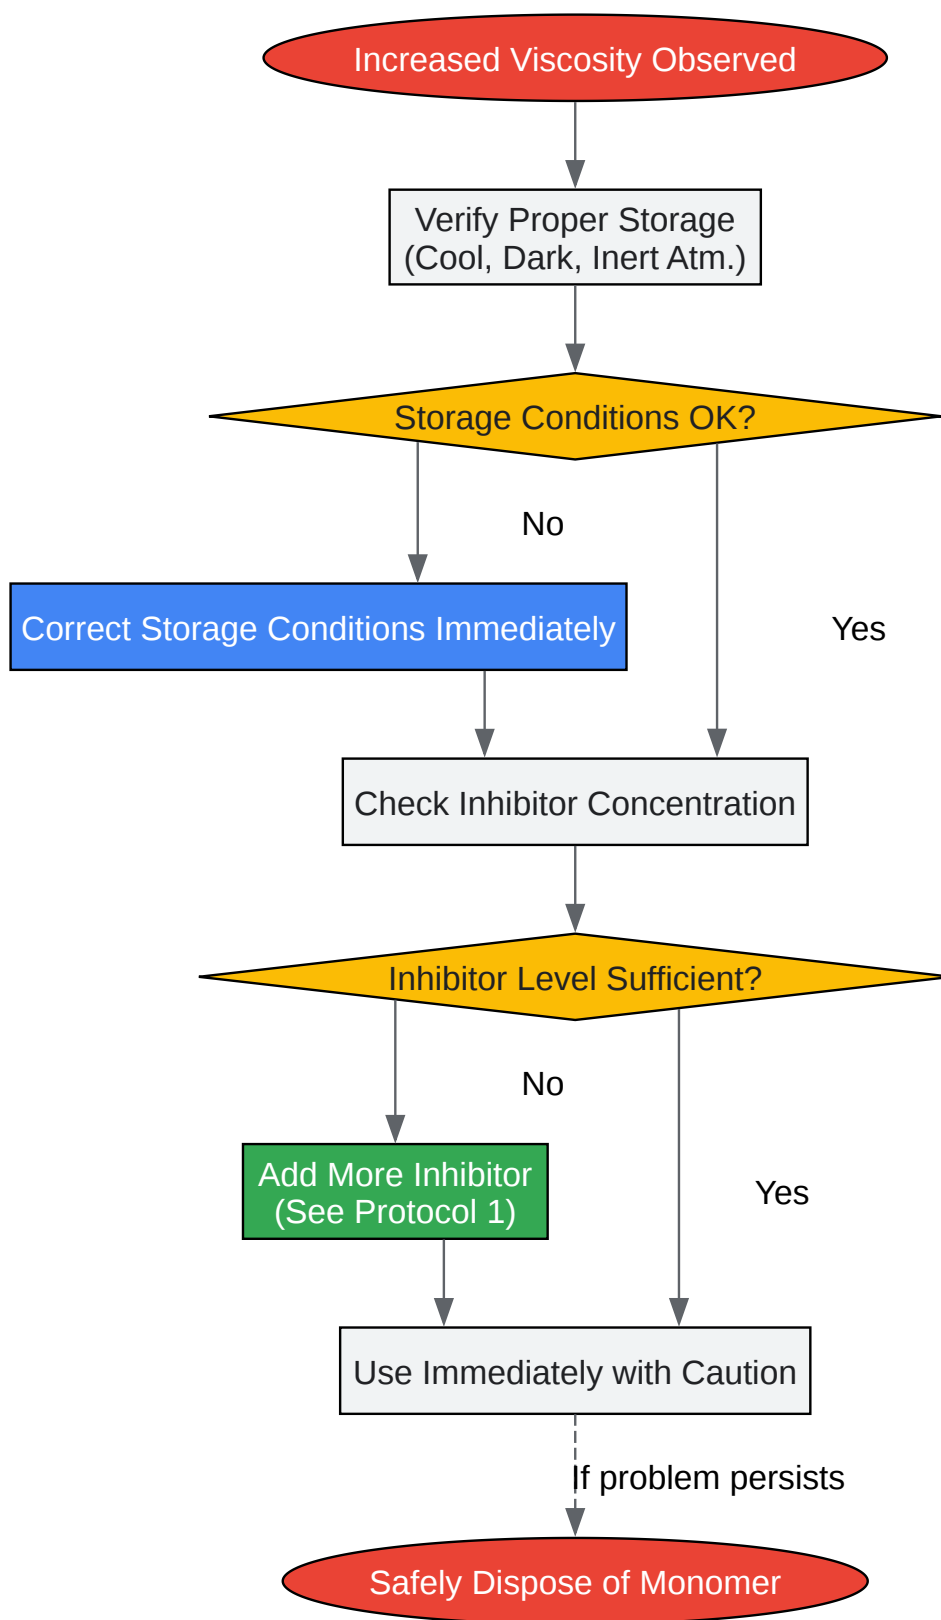 Increased Viscosity Observed
Verify Proper Storage
(Cool, Dark, Inert Atm.)
Storage Conditions OK?
No
Correct Storage Conditions Immediately
Yes
Check Inhibitor Concentration
Inhibitor Level Sufficient?
No
Add More Inhibitor
(See Protocol 1)
Yes
Use Immediately with Caution
If problem persists
Safely Dispose of Monomer